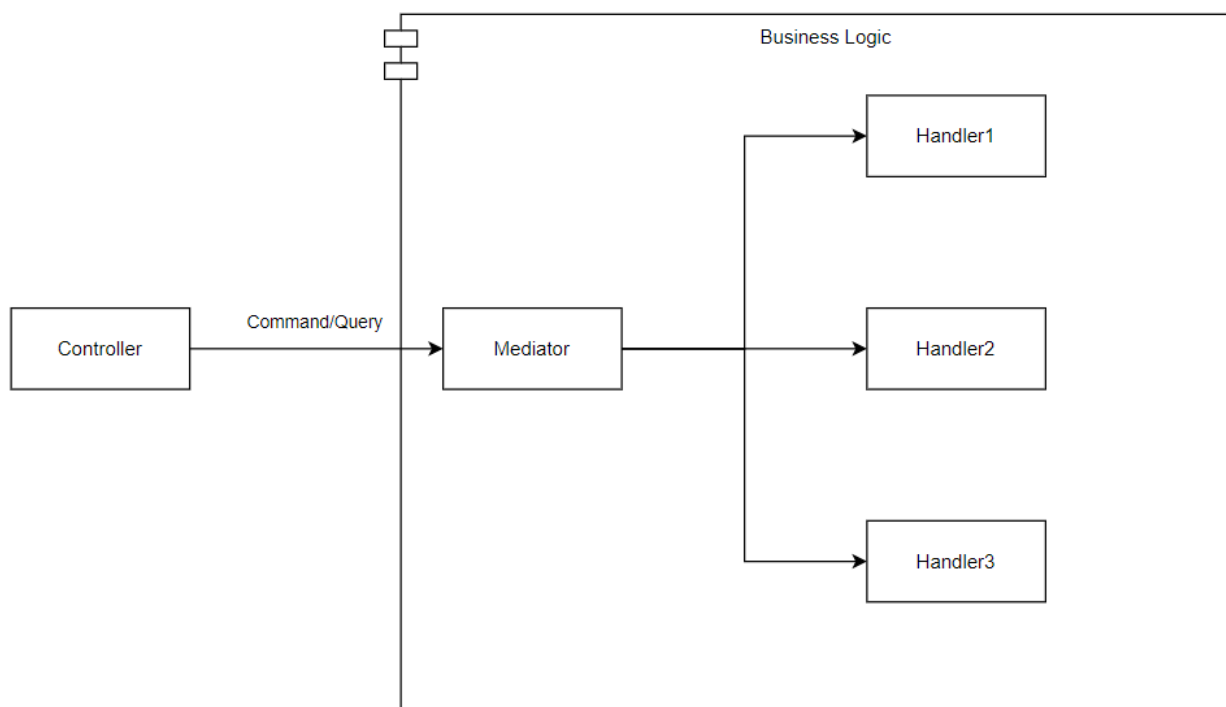 Business Logic
Handler1
Command/Query
Controller
Mediator
Handler2
Handler3